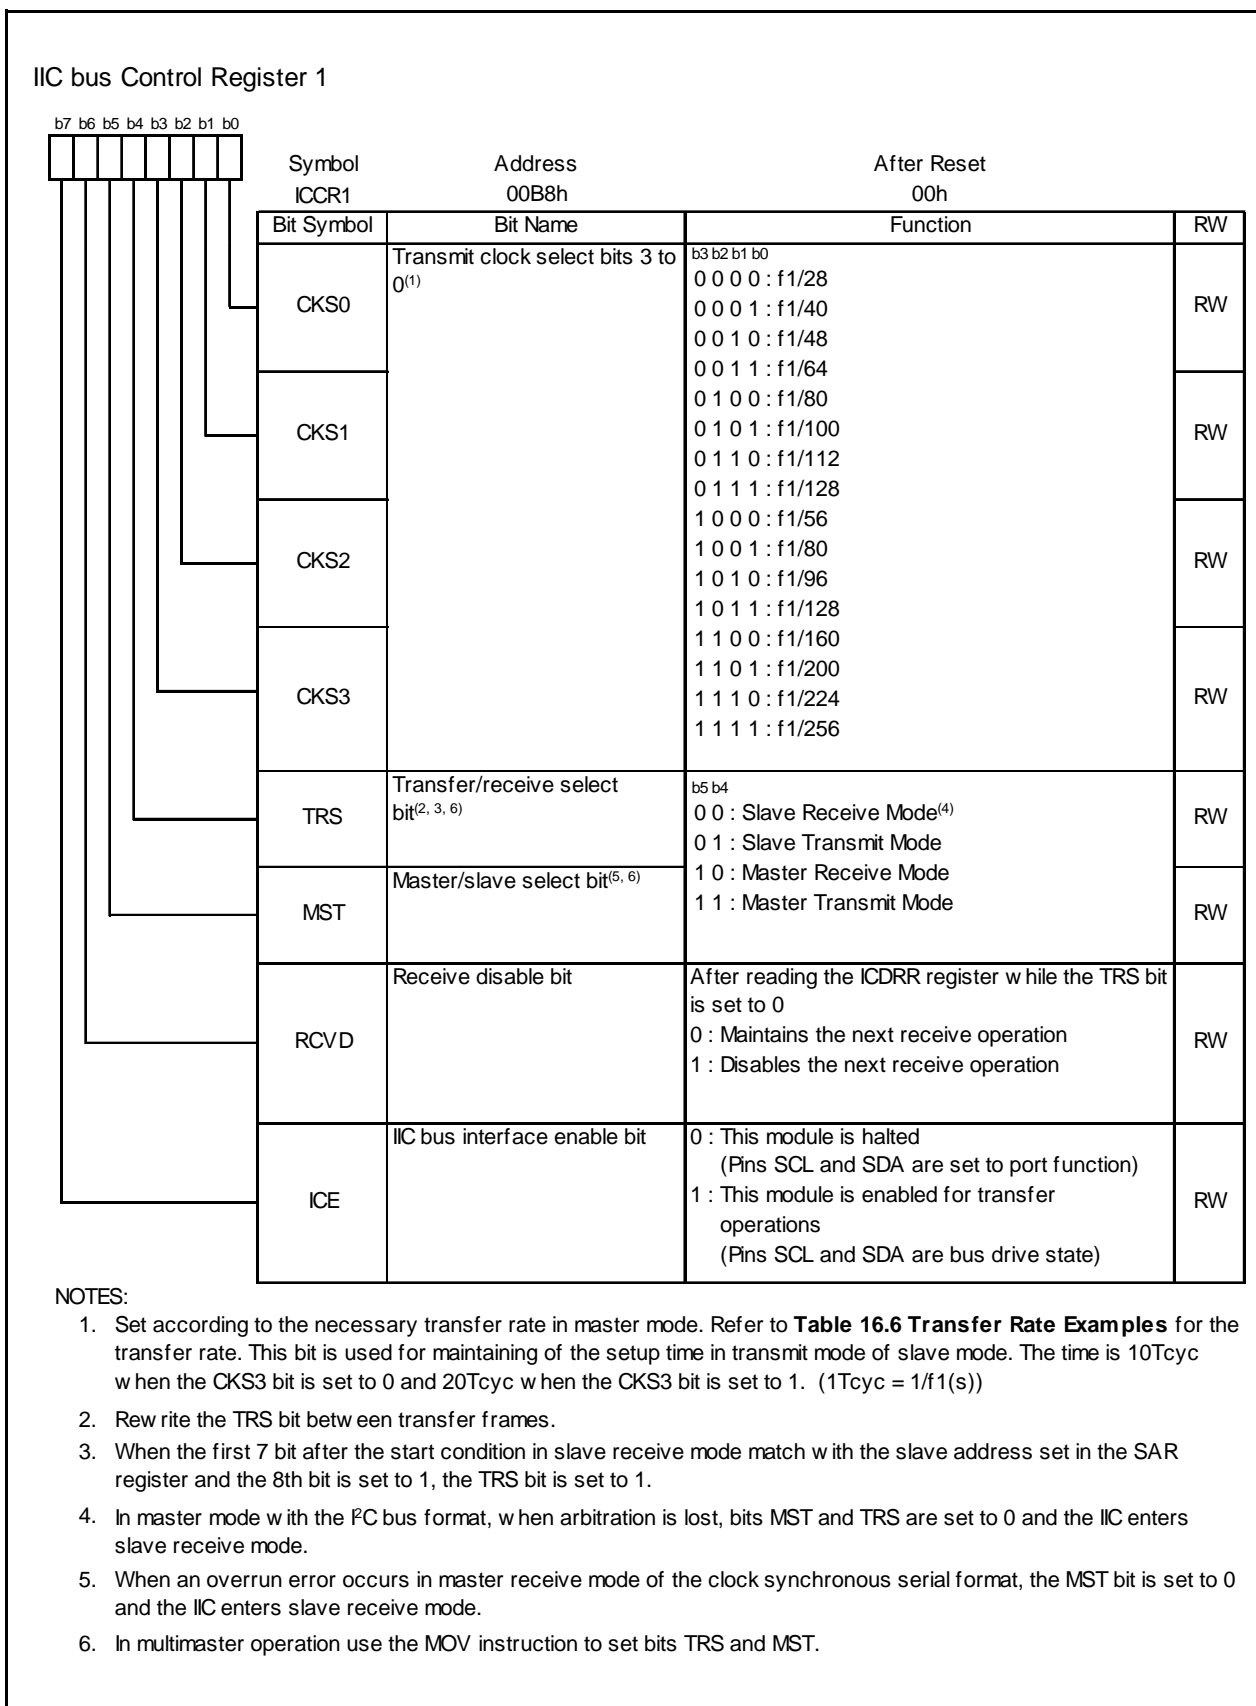 IIC bus Control Register 1
b7 b6 b5 b4 b3 b2 b1 b0
Symbol Address After Reset
ICCR1 00B8h 00h
Bit Symbol Bit Name Function RW
CKS0 Transmit clock select bits 3 to 0(1) RW
b3 b2 b1 b0
0 0 0 0 : f1/28
0 0 0 1 : f1/40
0 0 1 0 : f1/48
0 0 1 1 : f1/64
0 1 0 0 : f1/80
CKS1 RW
0 1 0 1 : f1/100
0 1 1 0 : f1/112
0 1 1 1 : f1/128
1 0 0 0 : f1/56
1 0 0 1 : f1/80
CKS2 RW
1 0 1 0 : f1/96
1 0 1 1 : f1/128
1 1 0 0 : f1/160
1 1 0 1 : f1/200
1 1 1 0 : f1/224
CKS3 RW
1 1 1 1 : f1/256
TRS Transfer/receive select
bit(2, 3, 6) RW
b5 b4
0 0 : Slave Receive Mode(4)
0 1 : Slave Transmit Mode
1 0 : Master Receive Mode
1 1 : Master Transmit Mode
MST Master/slave select bit(5, 6) RW
RCVD Receive disable bit RW
After reading the ICDRR register while the TRS bit
is set to 0
0 : Maintains the next receive operation
1 : Disables the next receive operation
ICE IIC bus interface enable bit RW
0 : This module is halted
(Pins SCL and SDA are set to port function)
1 : This module is enabled for transfer
operations
(Pins SCL and SDA are bus drive state)
NOTES:
1. Set according to the necessary transfer rate in master mode. Refer to Table 16.6 Transfer Rate Examples for the
transfer rate. This bit is used for maintaining of the setup time in transmit mode of slave mode. The time is 10Tcyc
when the CKS3 bit is set to 0 and 20Tcyc when the CKS3 bit is set to 1. (1Tcyc = 1/f1(s))
2. Rewrite the TRS bit between transfer frames.
3. When the first 7 bit after the start condition in slave receive mode match with the slave address set in the SAR
register and the 8th bit is set to 1, the TRS bit is set to 1.
4. In master mode with the I2C bus format, when arbitration is lost, bits MST and TRS are set to 0 and the IIC enters
slave receive mode.
5. When an overrun error occurs in master receive mode of the clock synchronous serial format, the MST bit is set to 0
and the IIC enters slave receive mode.
6. In multimaster operation use the MOV instruction to set bits TRS and MST.